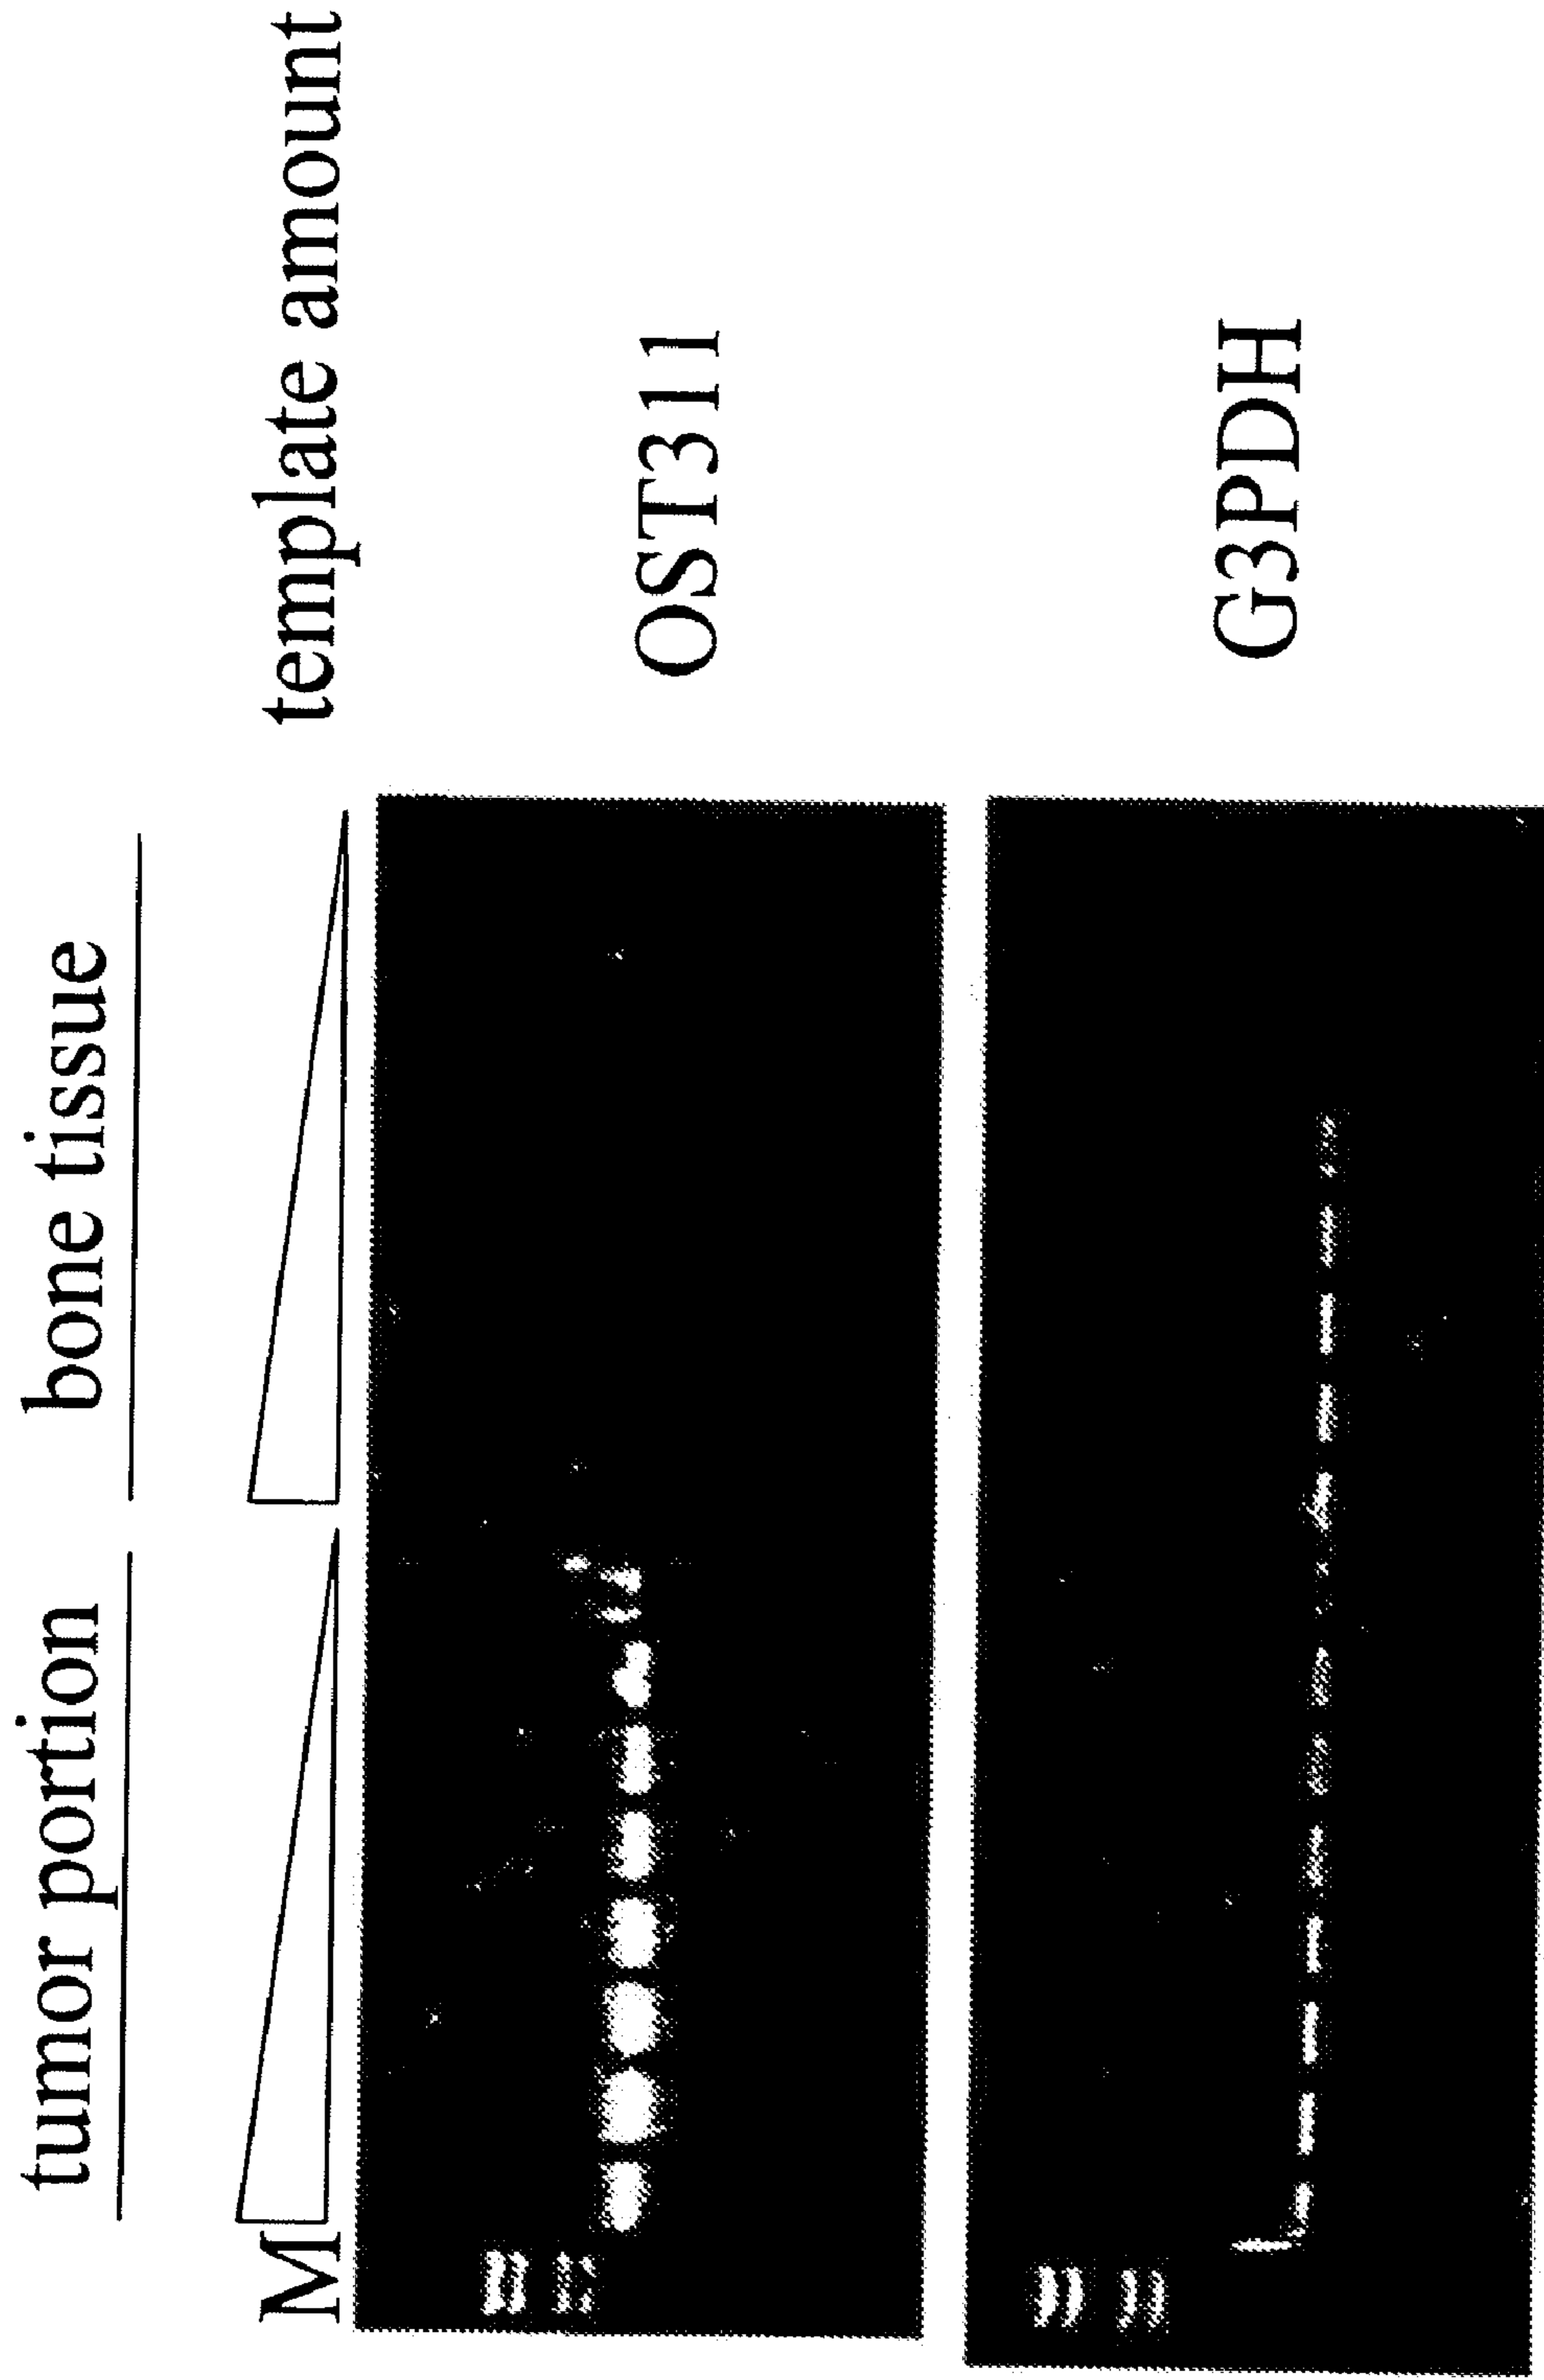 tumor portion bone tissue
M template amount
OST311
G3PDH